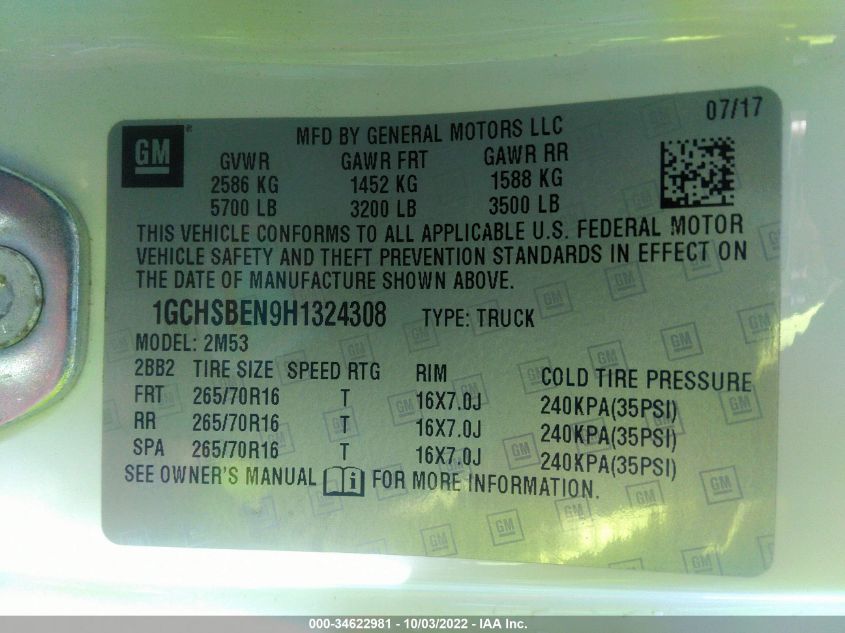 GM
07/17
MFD BY GENERAL MOTORS LLC
GVWR GAWR FRT GAWR RR
2586 KG 1452 KG 1588 KG
5700 LB 3200 LB 3500 LB
THIS VEHICLE CONFORMS TO ALL APPLICABLE U.S. FEDERAL MOTOR
VEHICLE SAFETY AND THEFT PREVENTION STANDARDS IN EFFECT ON
THE DATE OF MANUFACTURE SHOWN ABOVE.
1GCHSBEN9H1324308 TYPE: TRUCK
MODEL: 2M53
2BB2 TIRE SIZE SPEED RTG RIM COLD TIRE PRESSURE
FRT 265/70R16 T 16X7.0J 240KPA(35PSI)
RR 265/70R16 T 16X7.0J 240KPA(35PSI)
SPA 265/70R16 T 16X7.0J 240KPA(35PSI)
SEE OWNER'S MANUAL i FOR MORE INFORMATION.
000-34622981 - 10/03/2022 - IAA Inc.